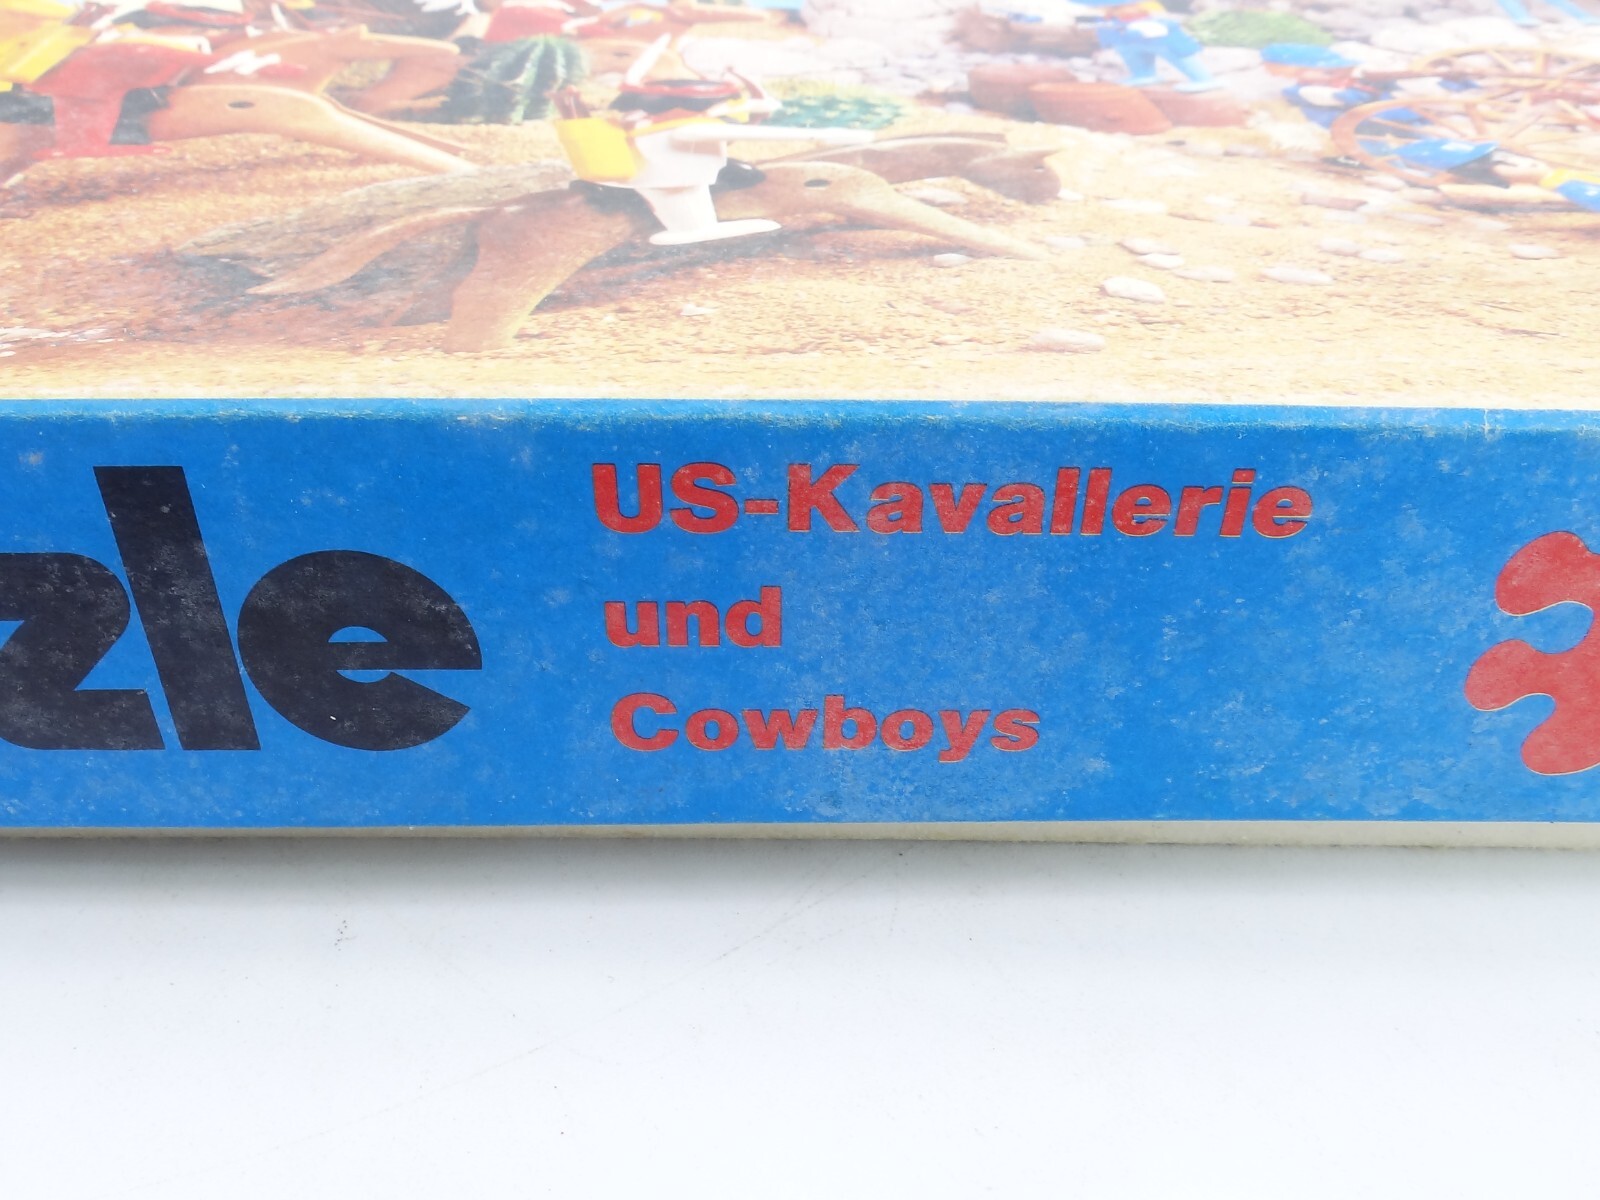 zle
US-Kavallerie
und
Cowboys